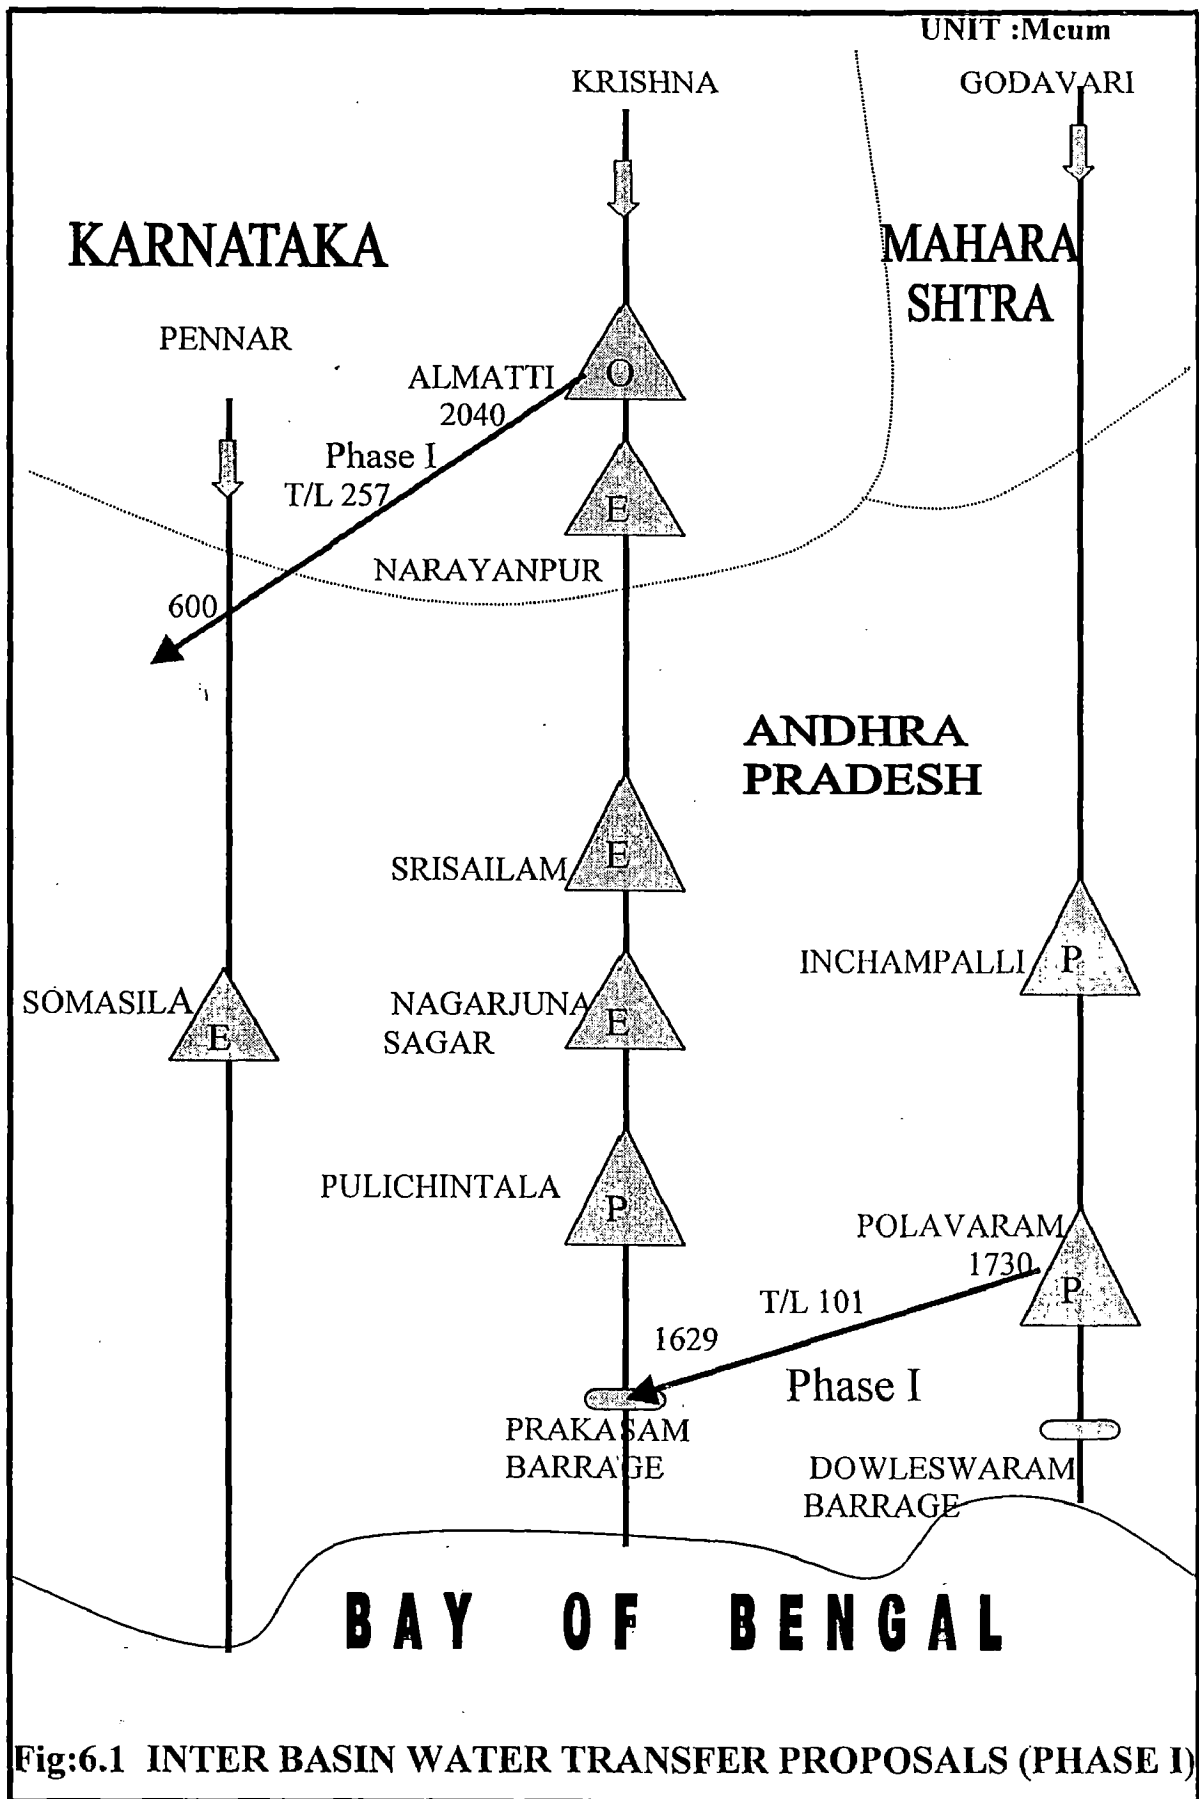 UNIT :Mcum
KRISHNA
GODAVARI
KARNATAKA
MAHARA
SHTRA
PENNAR
ALMATTI
O
2040
Phase I
T/L 257
E
NARAYANPUR
600
ANDHRA
PRADESH
SRISAILAM
E
INCHAMPALLI
P
SOMASILA
E
NAGARJUNA
SAGAR
E
PULICHINTALA
P
POLAVARAM
1730
P
T/L 101
1629
Phase I
PRAKASAM
BARRAGE
DOWLESWARAM
BARRAGE
BAY OF BENGAL
Fig:6.1 INTER BASIN WATER TRANSFER PROPOSALS (PHASE I)